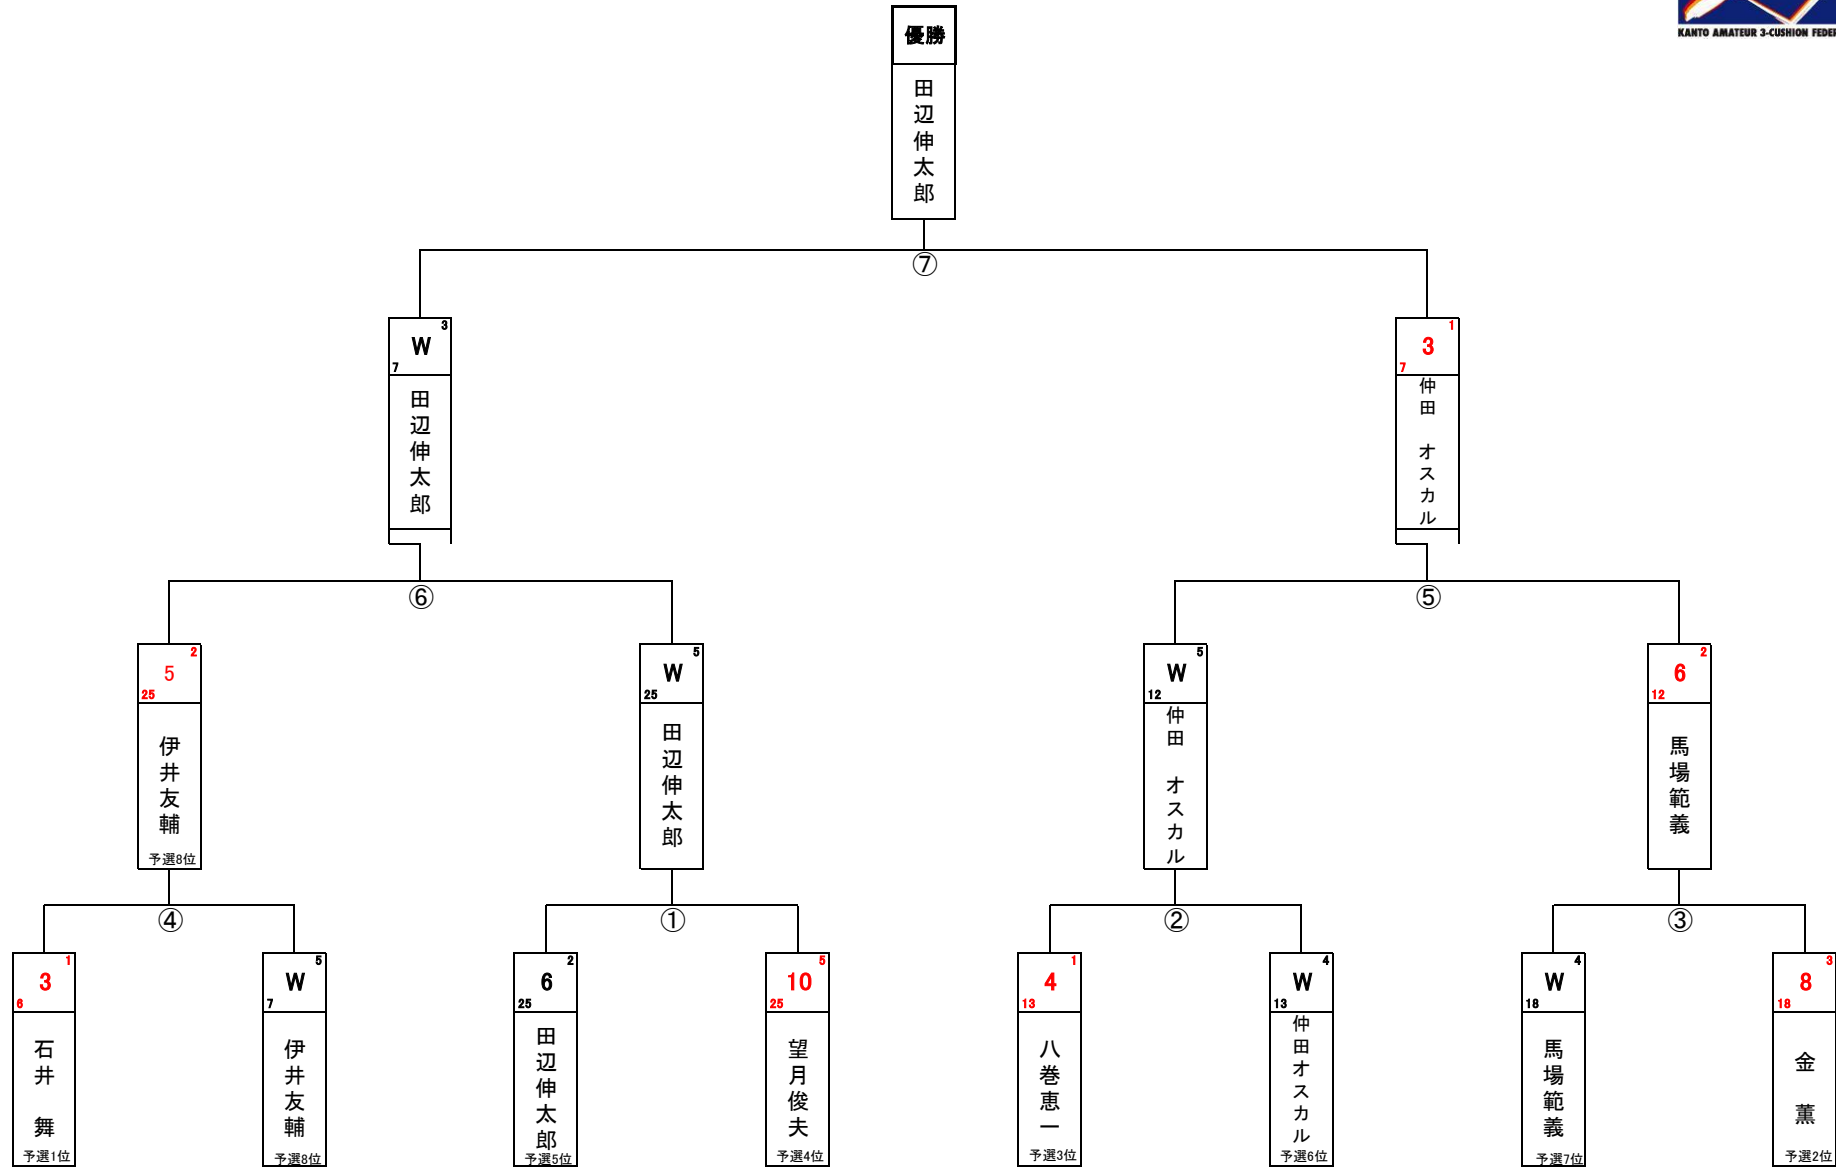 KANTO AMATEUR 3-CUSHION
優勝
田辺伸太郎
⑦
3
W
7
田辺伸太郎
1
3
7
仲田 オスカル
⑥
⑤
2
5
25
伊井友輔
予選8位
5
W
25
田辺伸太郎
5
W
12
仲田 オスカル
2
6
12
馬場範義
④
①
②
③
1
3
6
石井 舞
予選1位
5
W
7
伊井友輔
予選8位
2
6
25
田辺伸太郎
予選5位
5
10
25
望月俊夫
予選4位
1
4
13
八巻恵一
予選3位
4
W
13
仲田オスカル
予選6位
4
W
18
馬場範義
予選7位
3
8
18
金 薫
予選2位